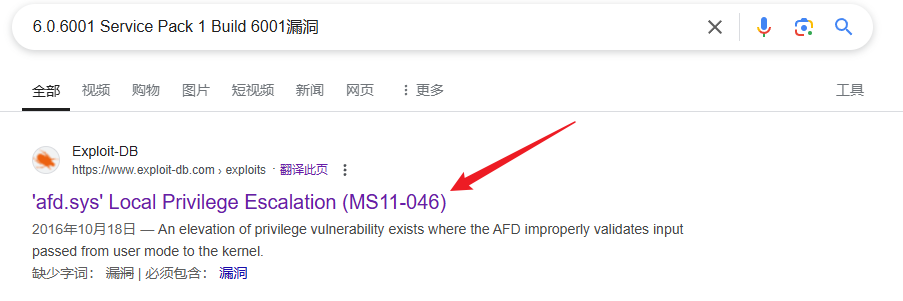 6.0.6001 Service Pack 1 Build 6001漏洞
全部 视频 购物 图片 短视频 新闻 网页 ⋮ 更多 工具
Exploit-DB
https://www.exploit-db.com › exploits · 翻译此页
'afd.sys' Local Privilege Escalation (MS11-046)
2016年10月18日 — An elevation of privilege vulnerability exists where the AFD improperly validates input
passed from user mode to the kernel.
缺少字词： 漏洞 | 必须包含： 漏洞